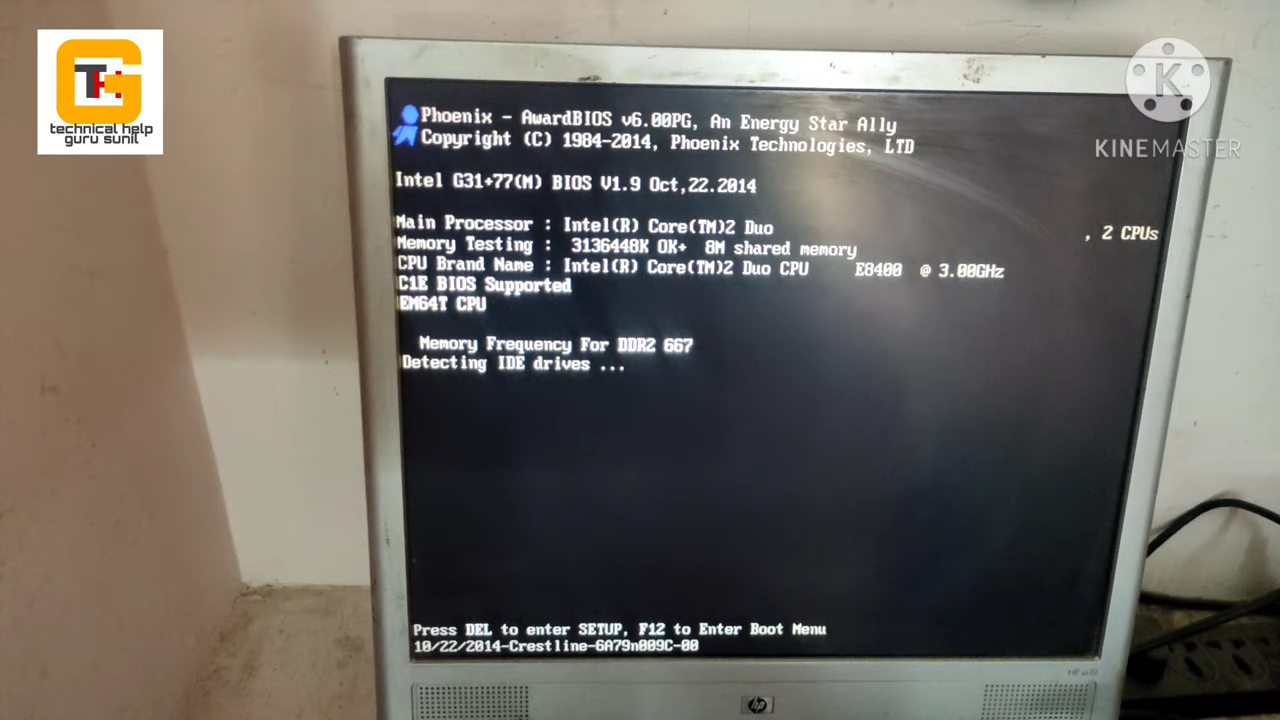 TH
technical help
guru sunil
K
KINEMASTER
Phoenix - AwardBIOS v6.00PG, An Energy Star Ally
Copyright (C) 1984-2014, Phoenix Technologies, LTD
Intel G31+77(M) BIOS V1.9 Oct,22.2014
Main Processor : Intel(R) Core(TM)2 Duo , 2 CPUs
Memory Testing : 3136448K OK+ 8M shared memory
CPU Brand Name : Intel(R) Core(TM)2 Duo CPU E8400 @ 3.00GHz
C1E BIOS Supported
EM64T CPU
Memory Frequency For DDR2 667
Detecting IDE drives ...
Press DEL to enter SETUP, F12 to Enter Boot Menu
10/22/2014-Crestline-6A79n009C-00
hp